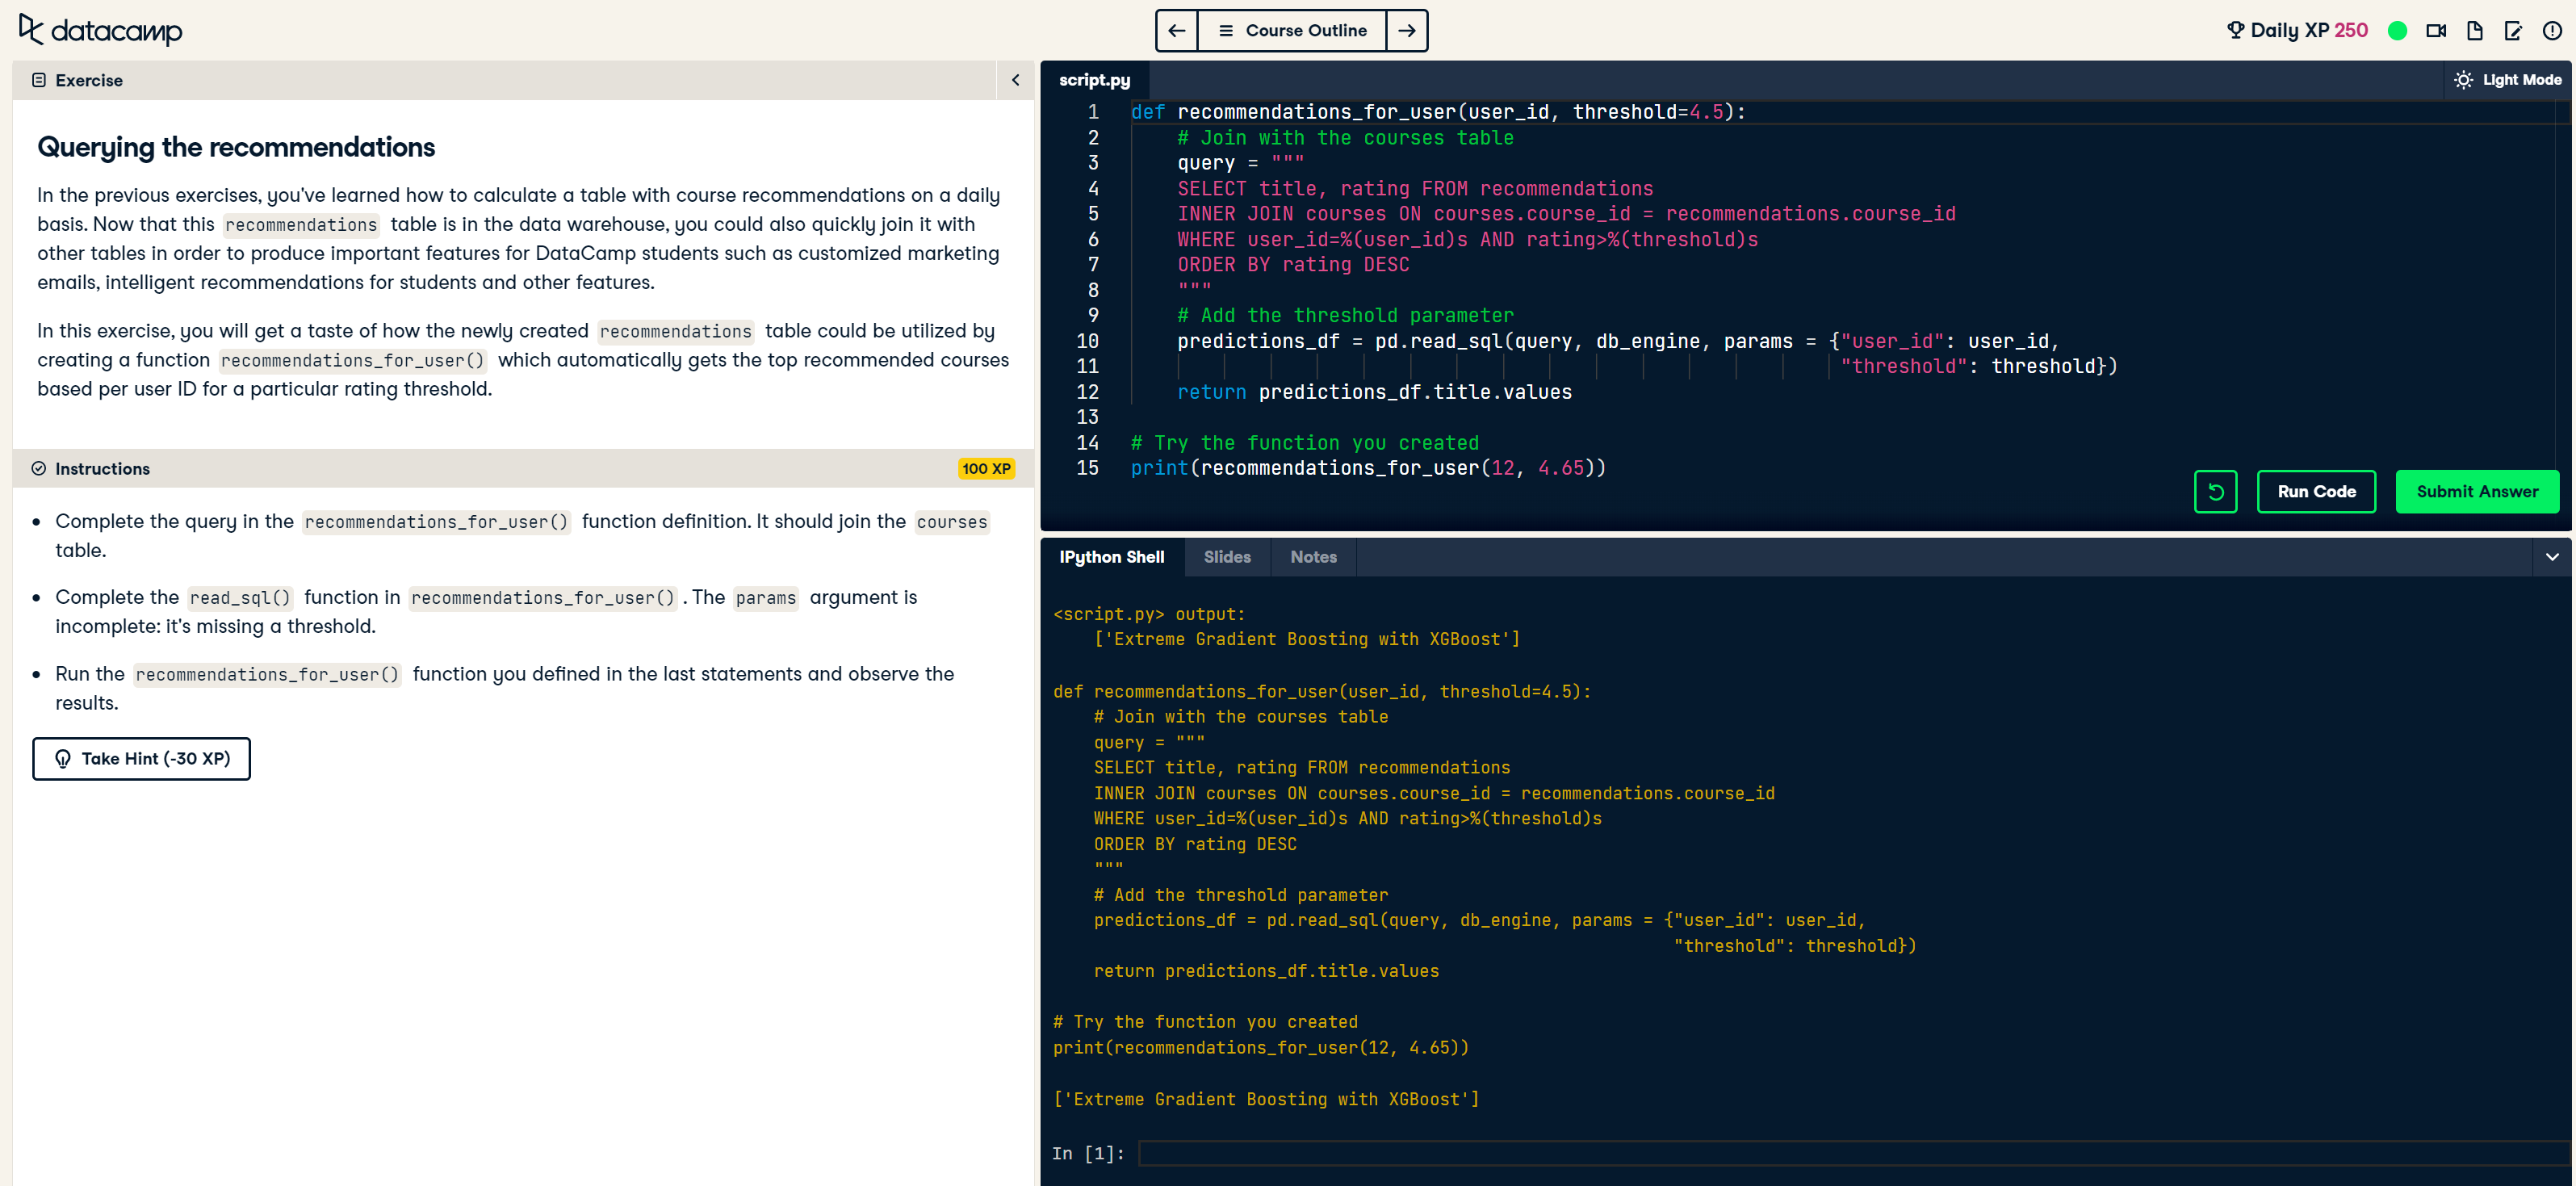 datacamp
Course Outline
Daily XP 250
Exercise
Querying the recommendations
In the previous exercises, you've learned how to calculate a table with course recommendations on a daily
basis. Now that this recommendations table is in the data warehouse, you could also quickly join it with
other tables in order to produce important features for DataCamp students such as customized marketing
emails, intelligent recommendations for students and other features.
In this exercise, you will get a taste of how the newly created recommendations table could be utilized by
creating a function recommendations_for_user() which automatically gets the top recommended courses
based per user ID for a particular rating threshold.
Instructions
100 XP
Complete the query in the recommendations_for_user() function definition. It should join the courses
table.
Complete the read_sql() function in recommendations_for_user() . The params argument is
incomplete: it's missing a threshold.
Run the recommendations_for_user() function you defined in the last statements and observe the
results.
Take Hint (-30 XP)
script.py
Light Mode
1 def recommendations_for_user(user_id, threshold=4.5):
2     # Join with the courses table
3     query = """
4     SELECT title, rating FROM recommendations
5     INNER JOIN courses ON courses.course_id = recommendations.course_id
6     WHERE user_id=%(user_id)s AND rating>%(threshold)s
7     ORDER BY rating DESC
8     """
9     # Add the threshold parameter
10     predictions_df = pd.read_sql(query, db_engine, params = {"user_id": user_id,
11                                                              "threshold": threshold})
12     return predictions_df.title.values
13
14 # Try the function you created
15 print(recommendations_for_user(12, 4.65))
Run Code
Submit Answer
IPython Shell
Slides
Notes
<script.py> output:
    ['Extreme Gradient Boosting with XGBoost']
def recommendations_for_user(user_id, threshold=4.5):
    # Join with the courses table
    query = """
    SELECT title, rating FROM recommendations
    INNER JOIN courses ON courses.course_id = recommendations.course_id
    WHERE user_id=%(user_id)s AND rating>%(threshold)s
    ORDER BY rating DESC
    """
    # Add the threshold parameter
    predictions_df = pd.read_sql(query, db_engine, params = {"user_id": user_id,
                                                             "threshold": threshold})
    return predictions_df.title.values
# Try the function you created
print(recommendations_for_user(12, 4.65))
['Extreme Gradient Boosting with XGBoost']
In [1]: